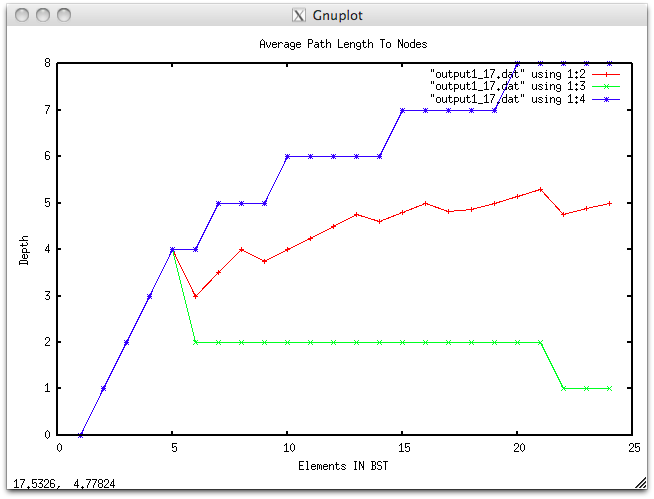 Gnuplot
Average Path Length To Nodes
8
7
6
5
4
3
2
1
0
Depth
"output1_17.dat" using 1:2
"output1_17.dat" using 1:3
"output1_17.dat" using 1:4
0 5 10 15 20 25
Elements IN BST
17.5326, 4.77824